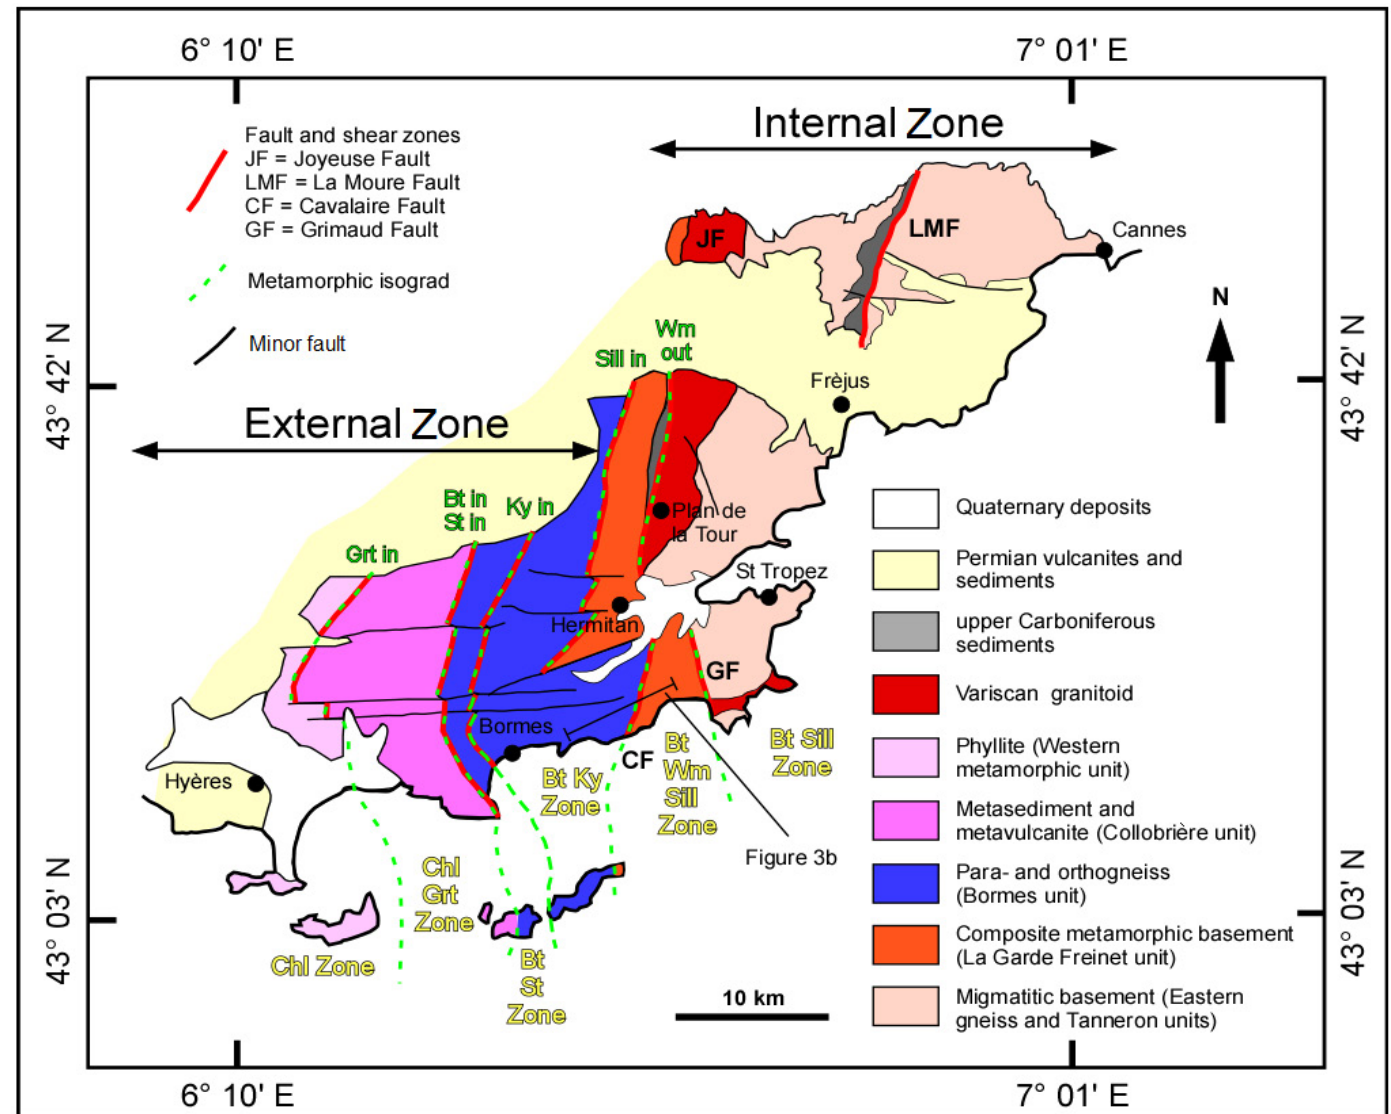 6° 10' E
7° 01' E
Internal Zone
Fault and shear zones
JF = Joyeuse Fault
LMF = La Moure Fault
CF = Cavalaire Fault
GF = Grimaud Fault
Metamorphic isograd
Minor fault
JF
LMF
Cannes
N
43° 42' N
43° 42' N
Wm
out
Sill in
Frèjus
External Zone
Bt in
St in
Ky in
Grt in
Plan de
la Tour
St Tropez
Hermitan
GF
Bormes
CF
Hyères
Bt Ky
Zone
Bt
Wm
Sill
Zone
Bt Sill
Zone
Figure 3b
Chl
Grt
Zone
Chl Zone
Bt
St
Zone
10 km
Quaternary deposits
Permian vulcanites and
sediments
upper Carboniferous
sediments
Variscan granitoid
Phyllite (Western
metamorphic unit)
Metasediment and
metavulcanite (Collobrière unit)
Para- and orthogneiss
(Bormes unit)
Composite metamorphic basement
(La Garde Freinet unit)
Migmatitic basement (Eastern
gneiss and Tanneron units)
43° 03' N
43° 03' N
6° 10' E
7° 01' E